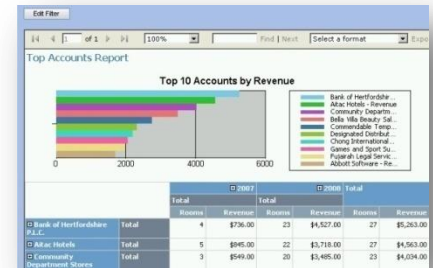 Edit Filter
1 of 1 100% Find | Next Select a format Expo
Top Accounts Report
Top 10 Accounts by Revenue
Bank of Hertfordshir...
Aitac Hotels - Revenue
Community Departm...
Bella Villa Beauty Sal...
Commendable Temp...
Designated Distribut...
Chong International...
Games and Sport Su...
Fujairah Legal Servic...
Abbott Software - Re...
0 2000 4000 6000
2007 2008 Total
Total Total
Rooms Revenue Rooms Revenue Rooms Revenue
Bank of Hertfordshire P.L.C. Total 4 $736.00 23 $4,527.00 27 $5,263.00
Aitac Hotels Total 5 $845.00 22 $3,718.00 27 $4,563.00
Community Department Stores Total 3 $549.00 20 $3,485.00 23 $4,034.00